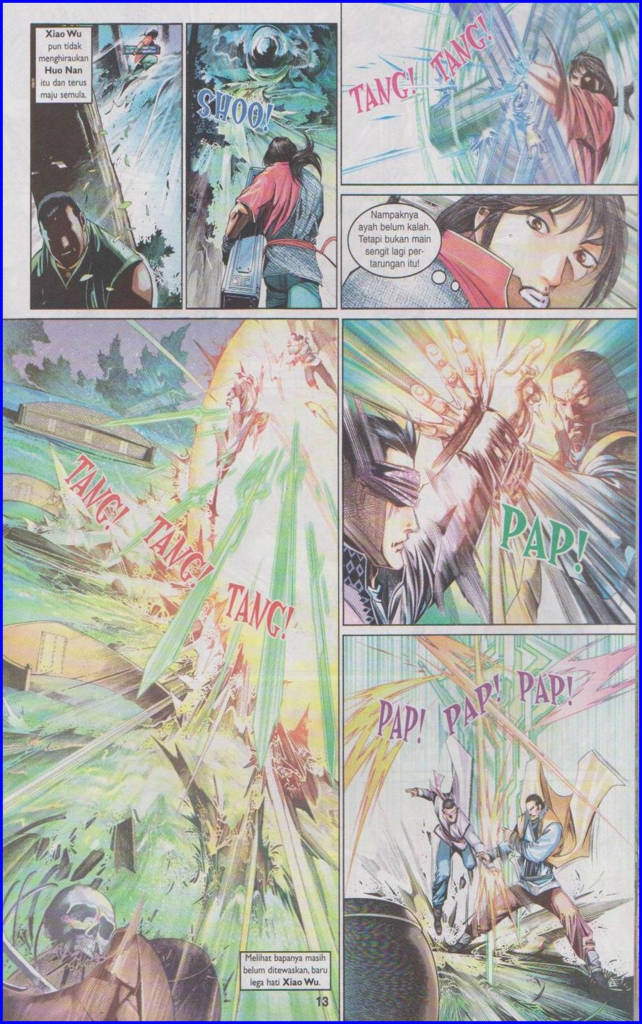 Xiao Wu
pun tidak
menghiraukan
Huo Nan
itu dan terus
maju semula.
SHOO!
TANG! TANG!
Nampaknya
ayah belum kalah.
Tetapi bukan main
sengit lagi per-
tarungan itu!
TANG! TANG! TANG!
PAP!
PAP! PAP! PAP!
Melihat bapanya masih
belum ditewaskan, baru
lega hati Xiao Wu.
13